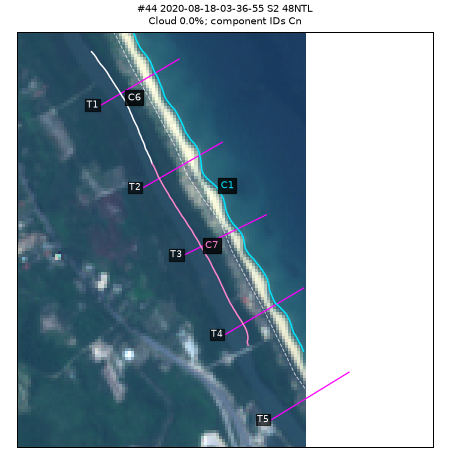 #44 2020-08-18-03-36-55 S2 48NTL
Cloud 0.0%; component IDs Cn
C6
T1
C1
T2
C7
T3
T4
T5